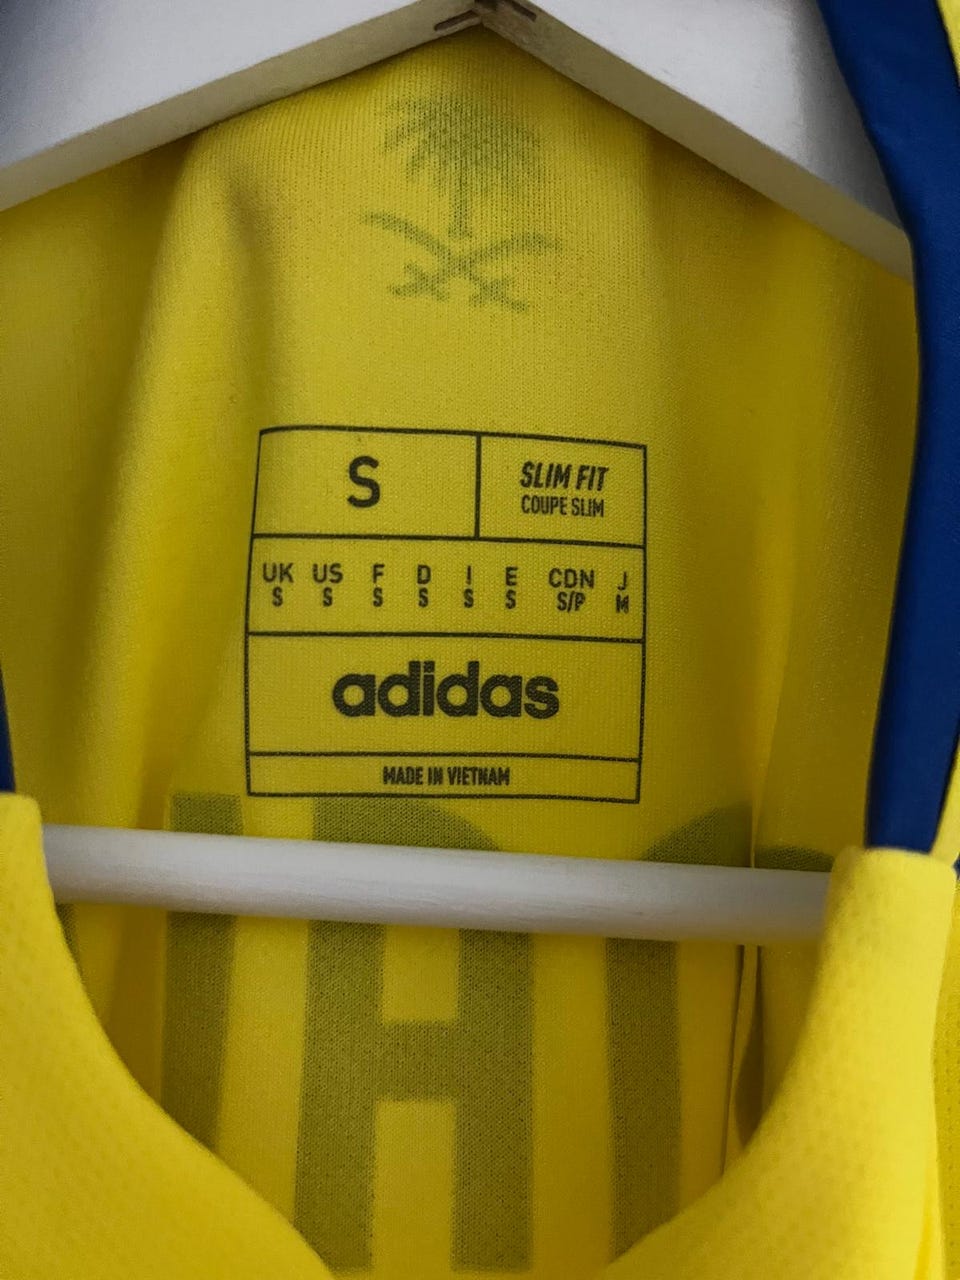 S
SLIM FIT
COUPE SLIM
UK US F D I E CDN J
S S S S S S S/P M
adidas
MADE IN VIETNAM